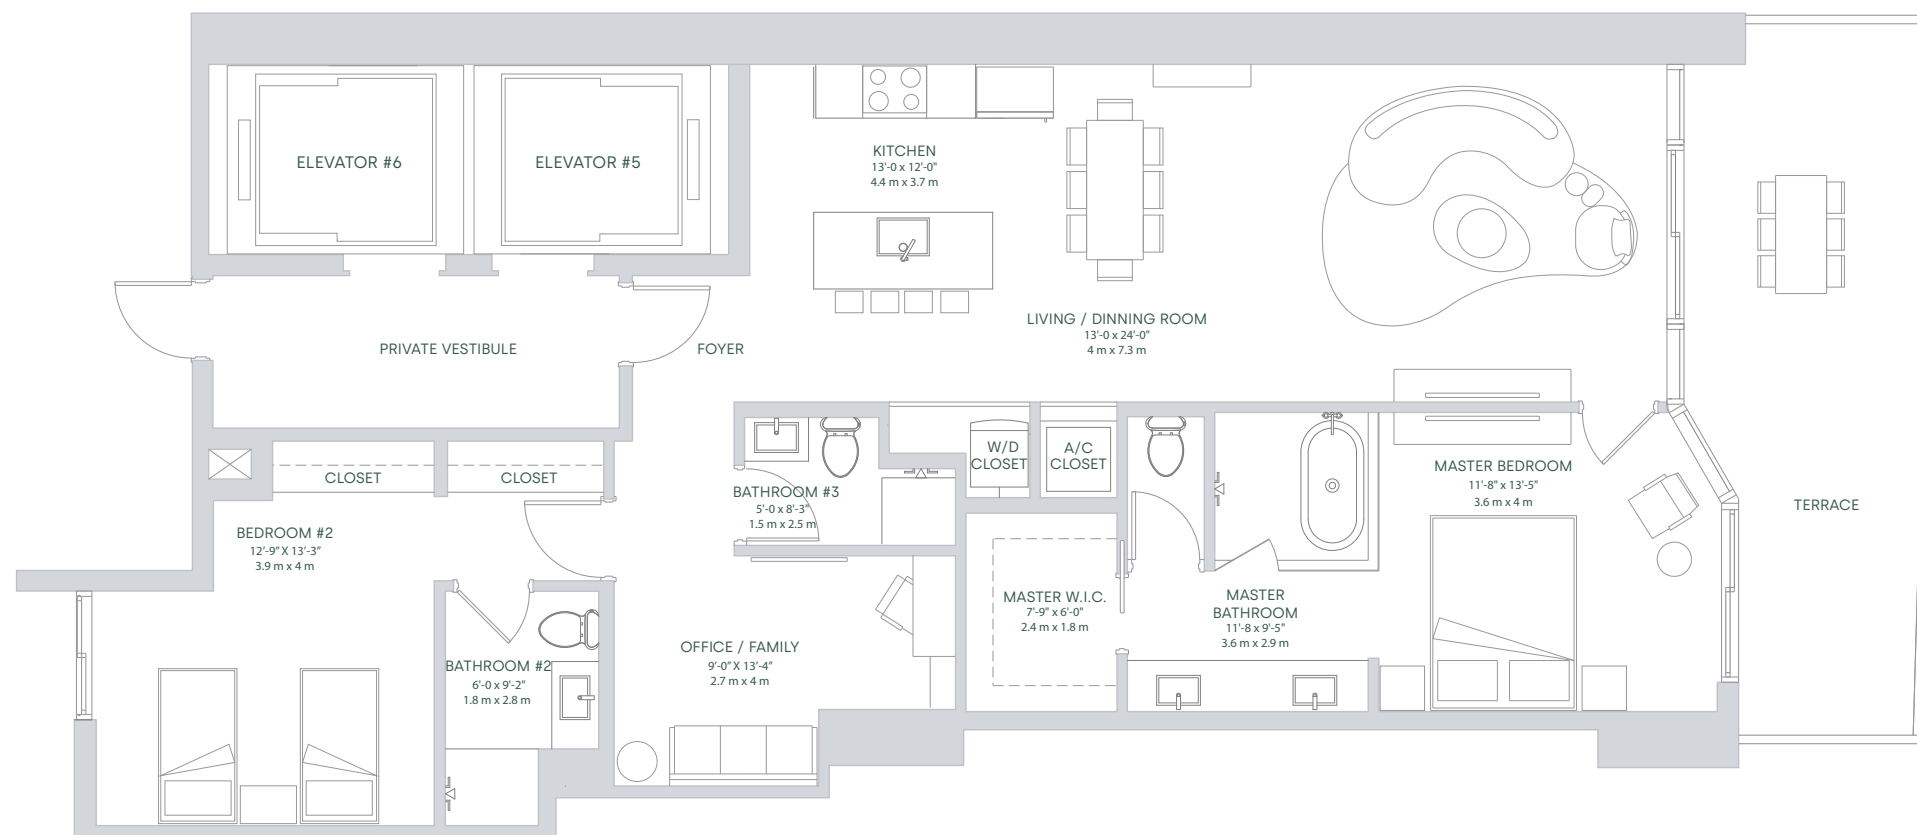 ELEVATOR #6
ELEVATOR #5
KITCHEN
13'-0 x 12'-0"
4.4 m x 3.7 m
LIVING / DINNING ROOM
13'-0 x 24'-0"
4 m x 7.3 m
PRIVATE VESTIBULE
FOYER
CLOSET
CLOSET
W/D
CLOSET
A/C
CLOSET
MASTER BEDROOM
11'-8" x 13'-5"
3.6 m x 4 m
TERRACE
BATHROOM #3
5'-0 x 8'-3"
1.5 m x 2.5 m
BEDROOM #2
12'-9" X 13'-3"
3.9 m x 4 m
MASTER W.I.C.
7'-9" x 6'-0"
2.4 m x 1.8 m
MASTER
BATHROOM
11'-8 x 9'-5"
3.6 m x 2.9 m
OFFICE / FAMILY
9'-0" X 13'-4"
2.7 m x 4 m
BATHROOM #2
6'-0 x 9'-2"
1.8 m x 2.8 m